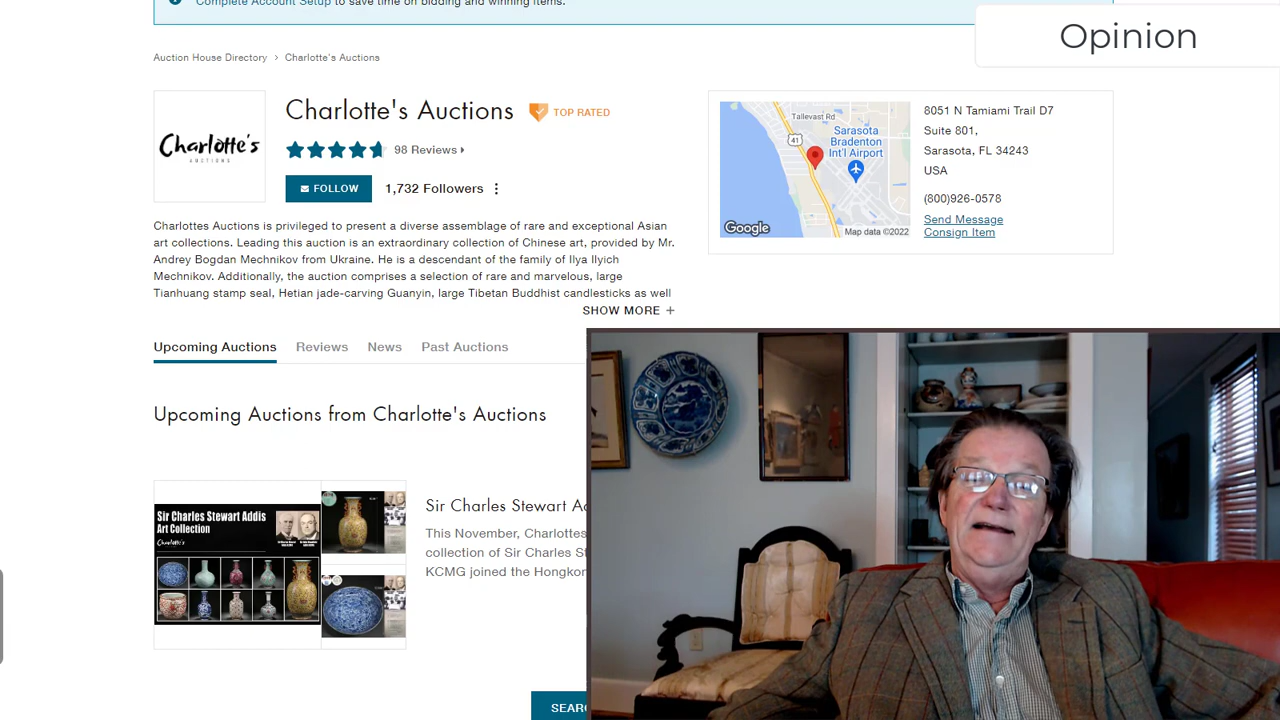 Complete Account Setup to save time on bidding and winning items.
Opinion
Auction House Directory > Charlotte's Auctions
Charlotte's
AUCTIONS
Charlotte's Auctions
TOP RATED
98 Reviews
FOLLOW
1,732 Followers
Charlottes Auctions is privileged to present a diverse assemblage of rare and exceptional Asian
art collections. Leading this auction is an extraordinary collection of Chinese art, provided by Mr.
Andrey Bogdan Mechnikov from Ukraine. He is a descendant of the family of Ilya Ilyich
Mechnikov. Additionally, the auction comprises a selection of rare and marvelous, large
Tianhuang stamp seal, Hetian jade-carving Guanyin, large Tibetan Buddhist candlesticks as well
SHOW MORE +
Tallevast Rd
41
Sarasota
Bradenton
Int'l Airport
Google
Map data ©2022
8051 N Tamiami Trail D7
Suite 801,
Sarasota, FL 34243
USA
(800)926-0578
Send Message
Consign Item
Upcoming Auctions
Reviews
News
Past Auctions
Upcoming Auctions from Charlotte's Auctions
Sir Charles Stewart Addis
Art Collection
Charlotte's
Sir Charles Stewart Ad
This November, Charlottes
collection of Sir Charles St
KCMG joined the Hongkon
SEAR